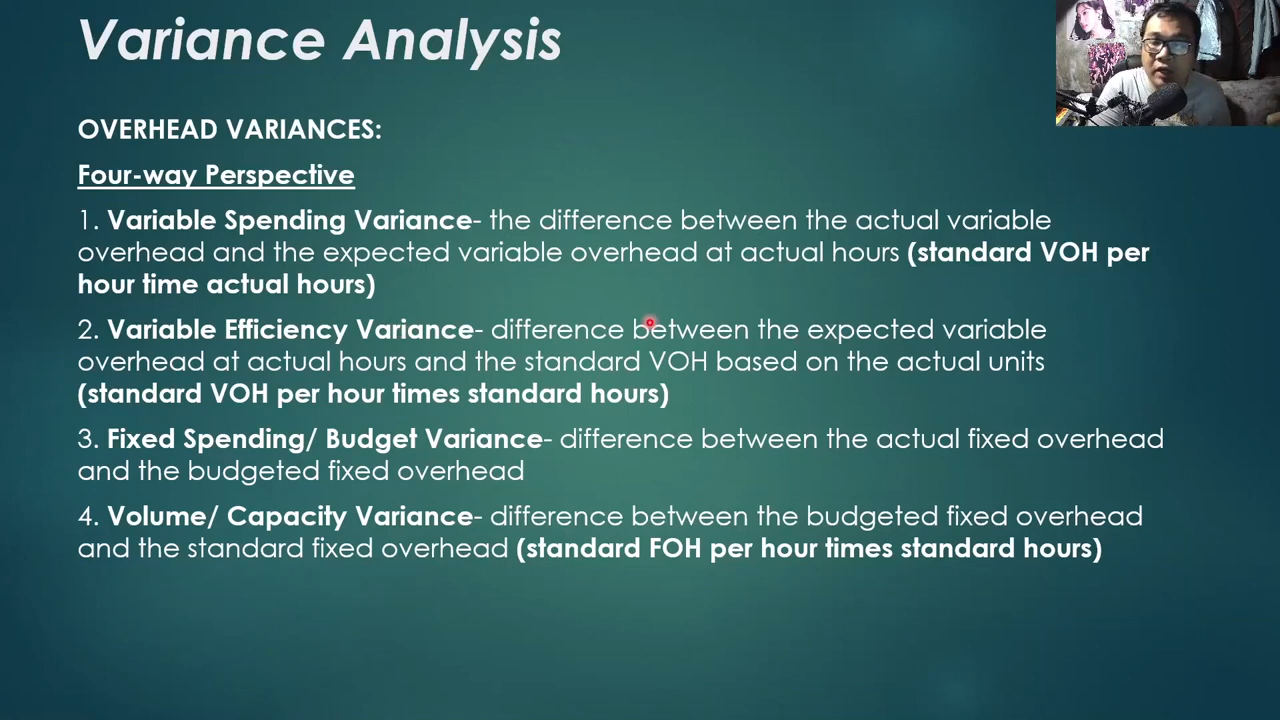 Variance Analysis
OVERHEAD VARIANCES:
Four-way Perspective
1. Variable Spending Variance- the difference between the actual variable
overhead and the expected variable overhead at actual hours (standard VOH per
hour time actual hours)
2. Variable Efficiency Variance- difference between the expected variable
overhead at actual hours and the standard VOH based on the actual units
(standard VOH per hour times standard hours)
3. Fixed Spending/ Budget Variance- difference between the actual fixed overhead
and the budgeted fixed overhead
4. Volume/ Capacity Variance- difference between the budgeted fixed overhead
and the standard fixed overhead (standard FOH per hour times standard hours)